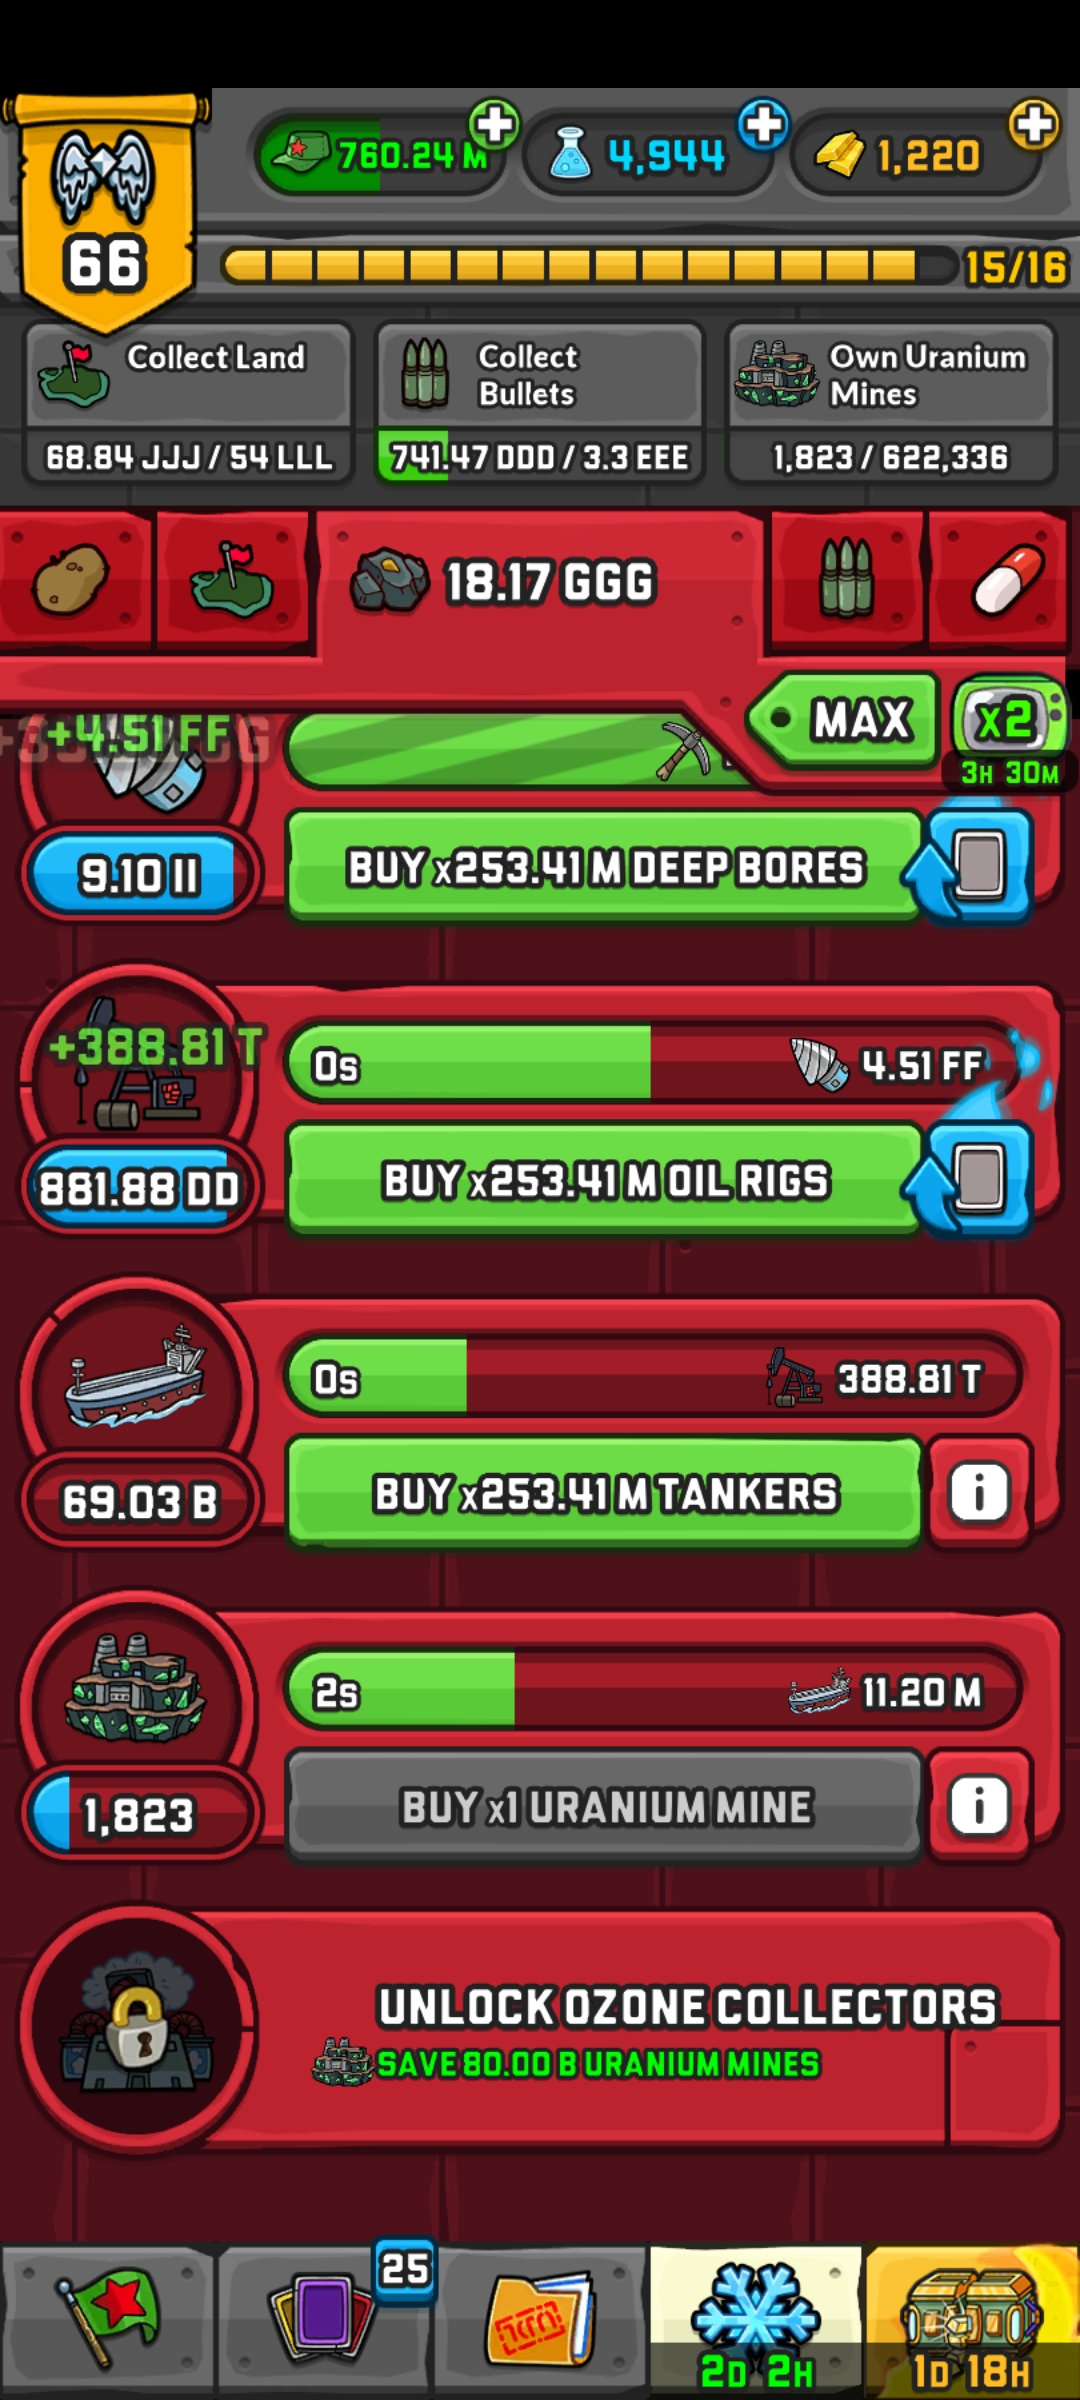 760.24 M
4,944
1,220
66
15/16
Collect Land
68.84 JJJ / 54 LLL
Collect
Bullets
741.47 DDD / 3.3 EEE
Own Uranium
Mines
1,823 / 622,336
18.17 GGG
MAX
x2
3H 30M
+4.51 FF
9.10 II
BUY x253.41 M DEEP BORES
+388.81 T
0s
4.51 FF
881.88 DD
BUY x253.41 M OIL RIGS
0s
388.81 T
69.03 B
BUY x253.41 M TANKERS
i
2s
11.20 M
1,823
BUY x1 URANIUM MINE
i
UNLOCK OZONE COLLECTORS
SAVE 80.00 B URANIUM MINES
25
2D 2H
1D 18H